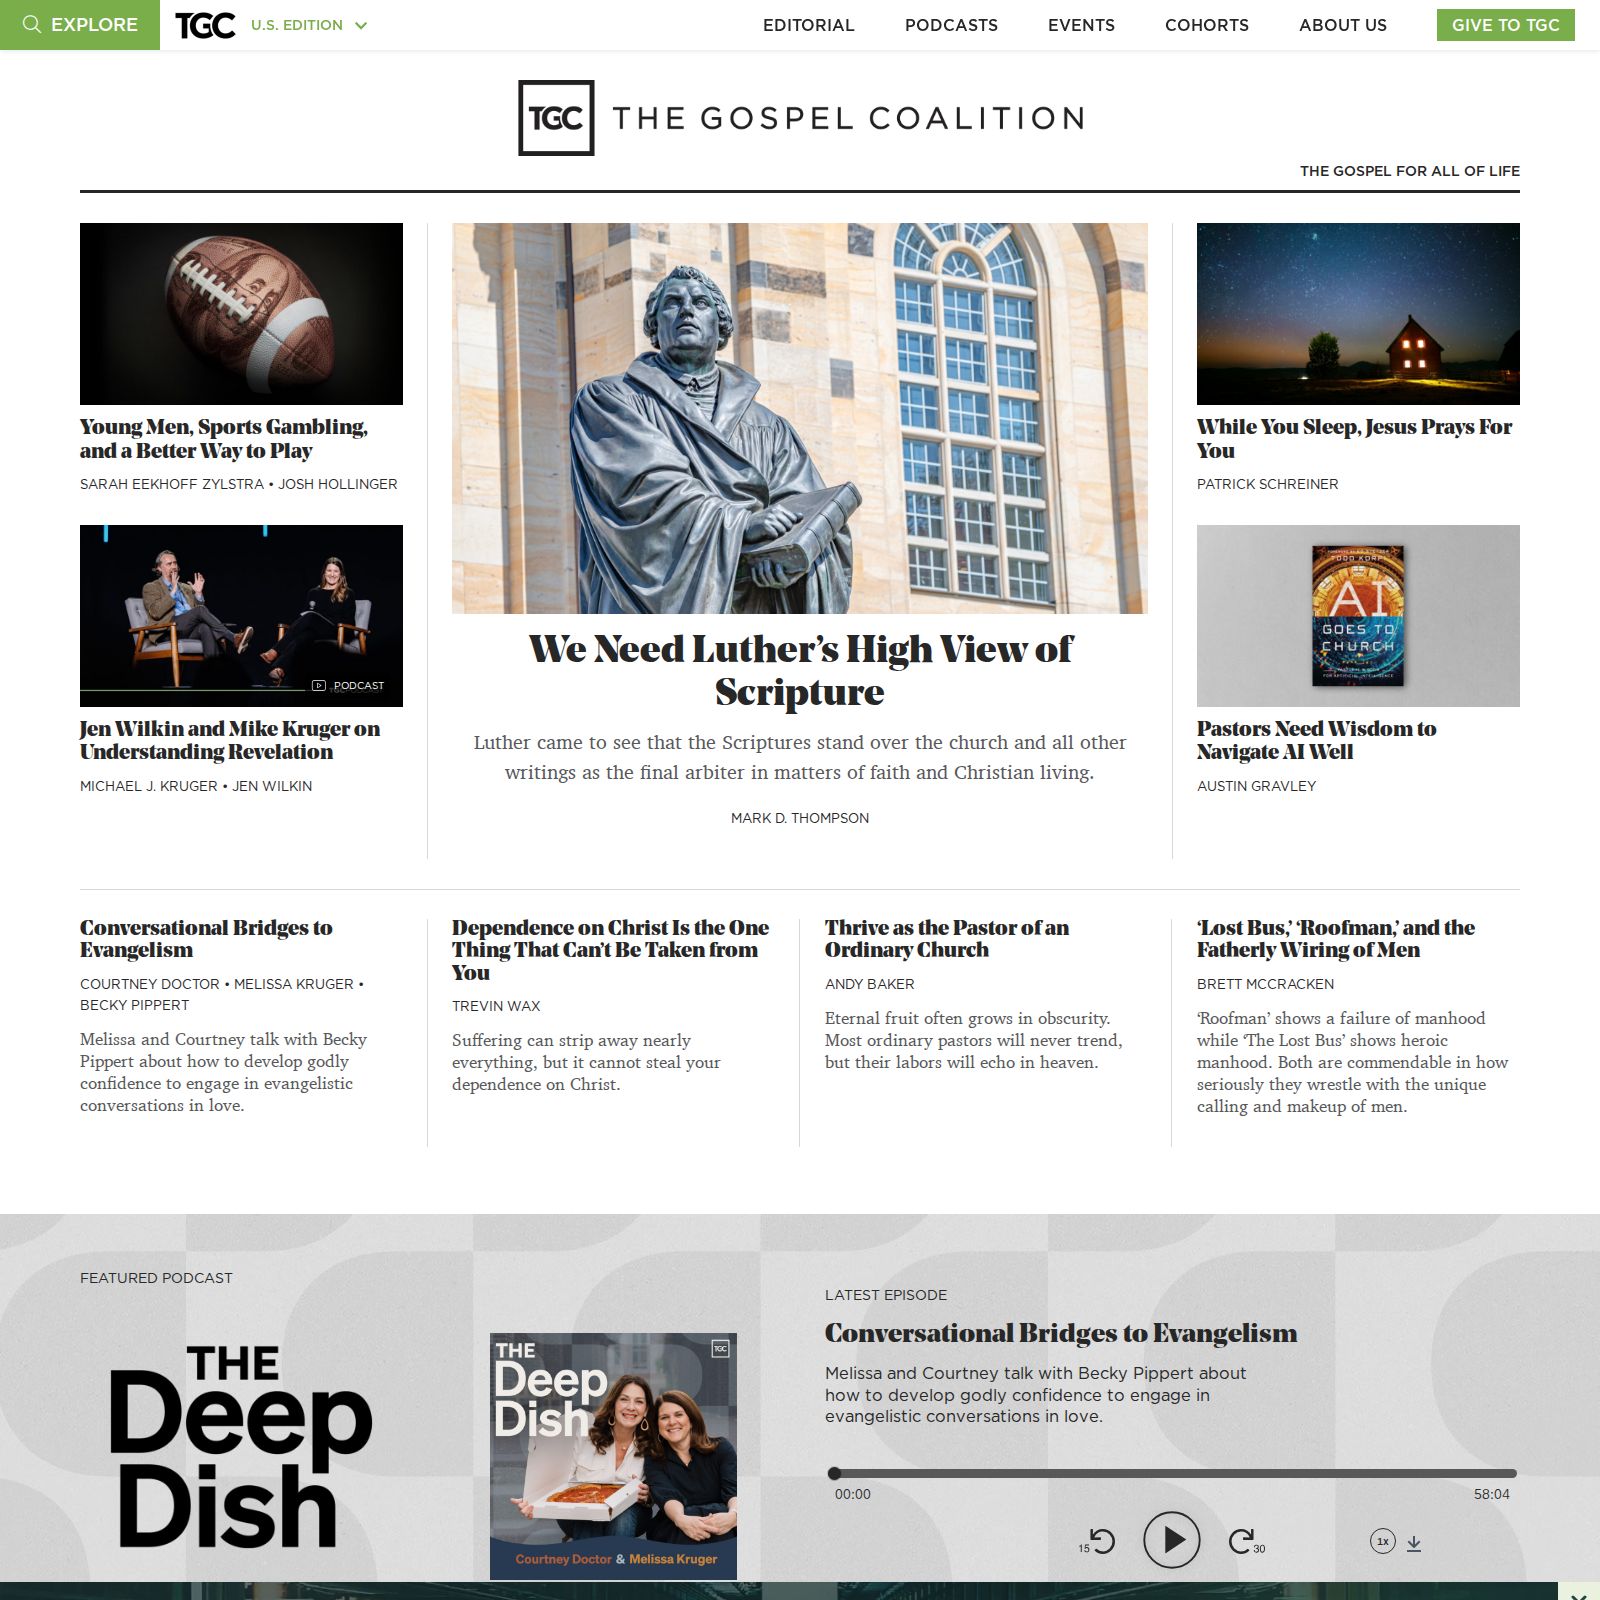 EXPLORE
TGC
U.S. EDITION
EDITORIAL
PODCASTS
EVENTS
COHORTS
ABOUT US
GIVE TO TGC
TGC
THE GOSPEL COALITION
THE GOSPEL FOR ALL OF LIFE
Young Men, Sports Gambling,
and a Better Way to Play
SARAH EEKHOFF ZYLSTRA • JOSH HOLLINGER
PODCAST
Jen Wilkin and Mike Kruger on
Understanding Revelation
MICHAEL J. KRUGER • JEN WILKIN
We Need Luther’s High View of
Scripture
Luther came to see that the Scriptures stand over the church and all other
writings as the final arbiter in matters of faith and Christian living.
MARK D. THOMPSON
While You Sleep, Jesus Prays For
You
PATRICK SCHREINER
TODD KORPI
AI
GOES TO
CHURCH
Pastors Need Wisdom to
Navigate AI Well
AUSTIN GRAVLEY
Conversational Bridges to
Evangelism
COURTNEY DOCTOR • MELISSA KRUGER •
BECKY PIPPERT
Melissa and Courtney talk with Becky
Pippert about how to develop godly
confidence to engage in evangelistic
conversations in love.
Dependence on Christ Is the One
Thing That Can’t Be Taken from
You
TREVIN WAX
Suffering can strip away nearly
everything, but it cannot steal your
dependence on Christ.
Thrive as the Pastor of an
Ordinary Church
ANDY BAKER
Eternal fruit often grows in obscurity.
Most ordinary pastors will never trend,
but their labors will echo in heaven.
‘Lost Bus,’ ‘Roofman,’ and the
Fatherly Wiring of Men
BRETT MCCRACKEN
‘Roofman’ shows a failure of manhood
while ‘The Lost Bus’ shows heroic
manhood. Both are commendable in how
seriously they wrestle with the unique
calling and makeup of men.
FEATURED PODCAST
THE
Deep
Dish
THE
Deep
Dish
TGC
Courtney Doctor & Melissa Kruger
LATEST EPISODE
Conversational Bridges to Evangelism
Melissa and Courtney talk with Becky Pippert about
how to develop godly confidence to engage in
evangelistic conversations in love.
00:00
58:04
15
30
1x